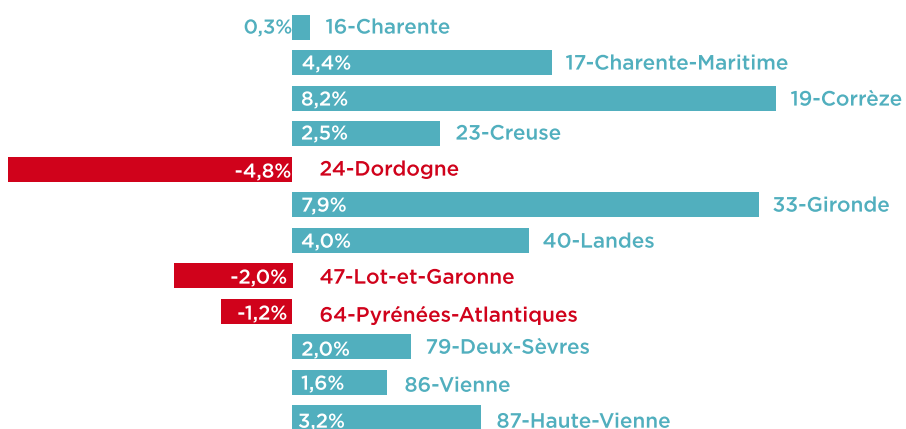 0,3% 16-Charente
4,4% 17-Charente-Maritime
8,2% 19-Corrèze
2,5% 23-Creuse
-4,8% 24-Dordogne
7,9% 33-Gironde
4,0% 40-Landes
-2,0% 47-Lot-et-Garonne
-1,2% 64-Pyrénées-Atlantiques
2,0% 79-Deux-Sèvres
1,6% 86-Vienne
3,2% 87-Haute-Vienne